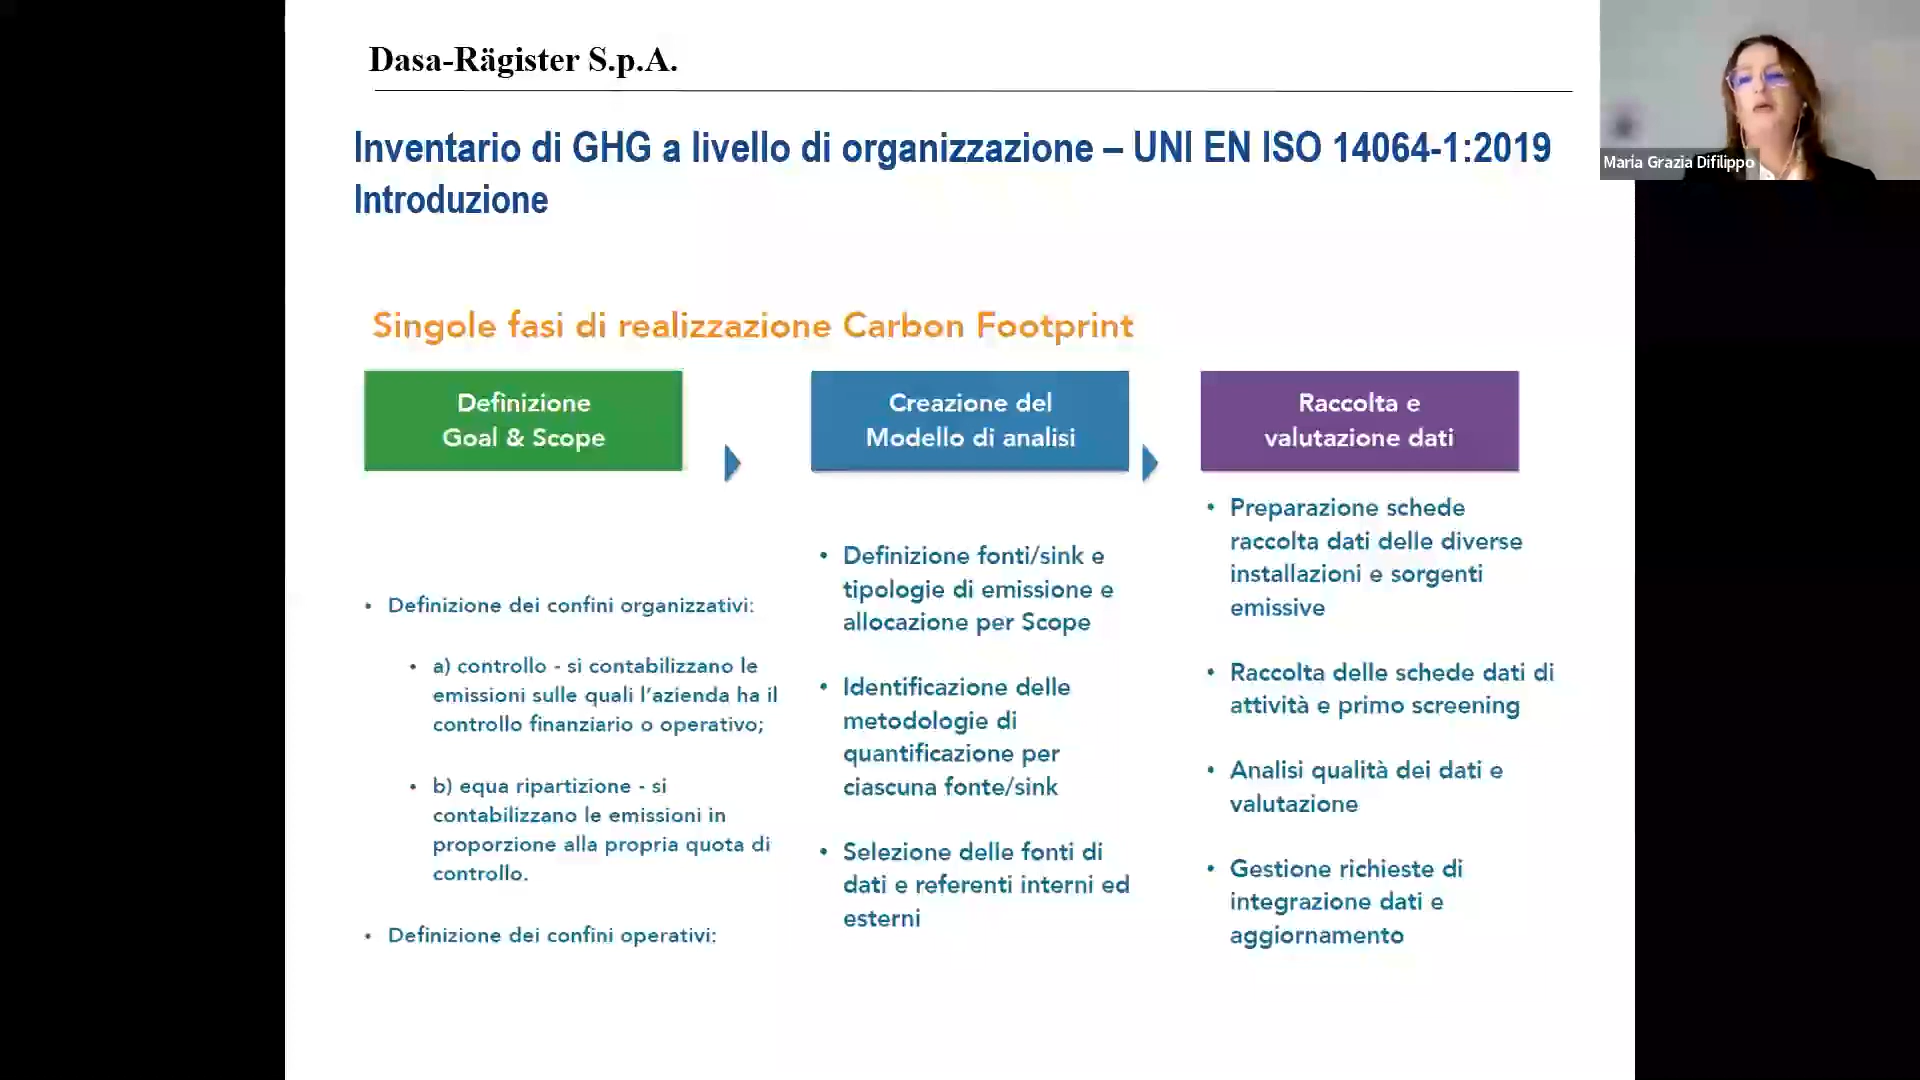 Dasa-Rägister S.p.A.
Inventario di GHG a livello di organizzazione – UNI EN ISO 14064-1:2019
Introduzione
Maria Grazia Difilippo
Singole fasi di realizzazione Carbon Footprint
Definizione
Goal & Scope
• Definizione dei confini organizzativi:
• a) controllo - si contabilizzano le
emissioni sulle quali l'azienda ha il
controllo finanziario o operativo;
• b) equa ripartizione - si
contabilizzano le emissioni in
proporzione alla propria quota di
controllo.
• Definizione dei confini operativi:
Creazione del
Modello di analisi
• Definizione fonti/sink e
tipologie di emissione e
allocazione per Scope
• Identificazione delle
metodologie di
quantificazione per
ciascuna fonte/sink
• Selezione delle fonti di
dati e referenti interni ed
esterni
Raccolta e
valutazione dati
• Preparazione schede
raccolta dati delle diverse
installazioni e sorgenti
emissive
• Raccolta delle schede dati di
attività e primo screening
• Analisi qualità dei dati e
valutazione
• Gestione richieste di
integrazione dati e
aggiornamento